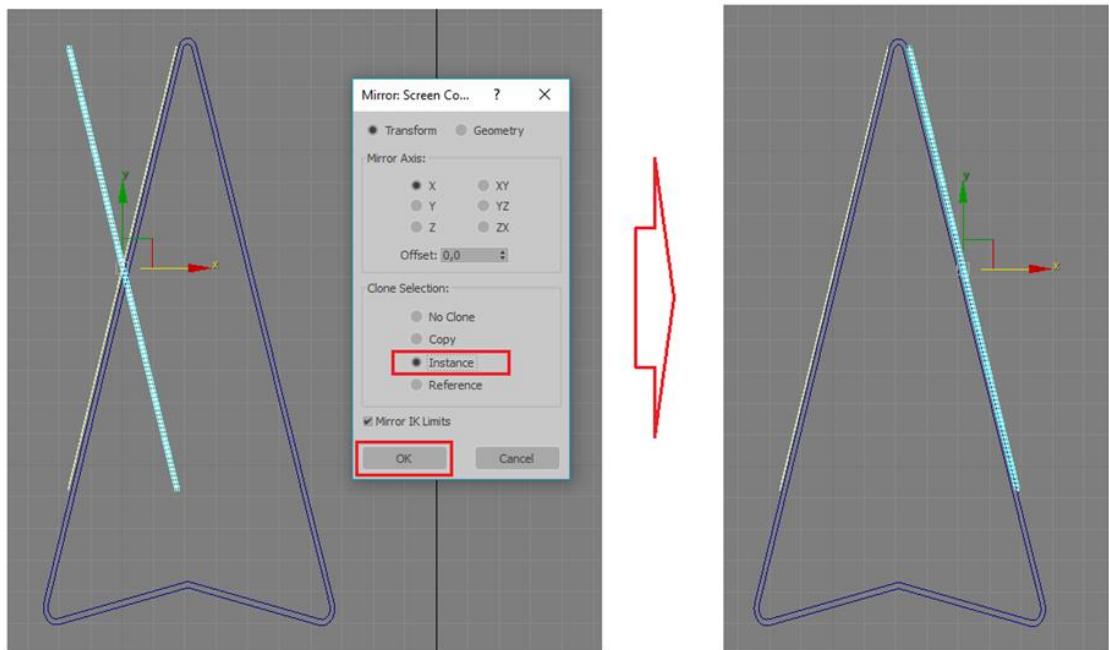 Mirror: Screen Co... ? X
Transform Geometry
Mirror Axis:
X XY
Y YZ
Z ZX
Offset: 0,0
Clone Selection:
No Clone
Copy
Instance
Reference
Mirror IK Limits
OK Cancel
y
x
y
x